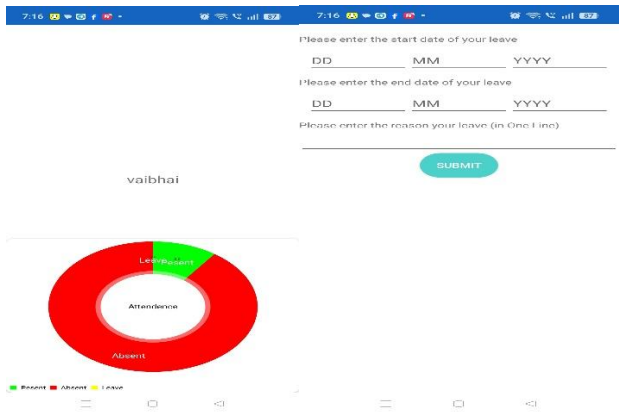 7:16
87
vaibhai
Leave
Present
Attendence
Absent
Present Absent Leave
7:16
87
Please enter the start date of your leave
DD MM YYYY
Please enter the end date of your leave
DD MM YYYY
Please enter the reason your leave (in One Line)
SUBMIT